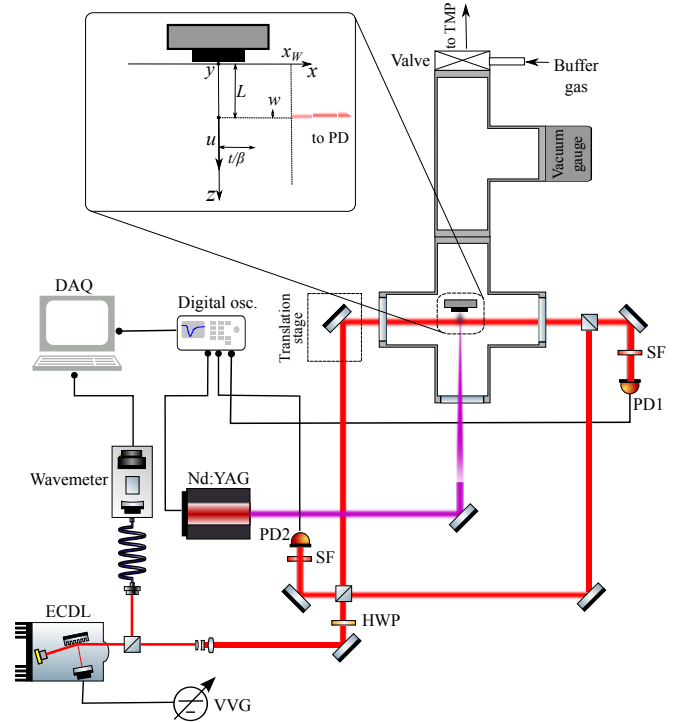 to TMP
Valve
Buffer
gas
x_W
y
x
L
w
to PD
u
t/β
z
Vacuum
gauge
DAQ
Digital osc.
Translation
stage
SF
PD1
Wavemeter
Nd:YAG
PD2
SF
HWP
ECDL
VVG